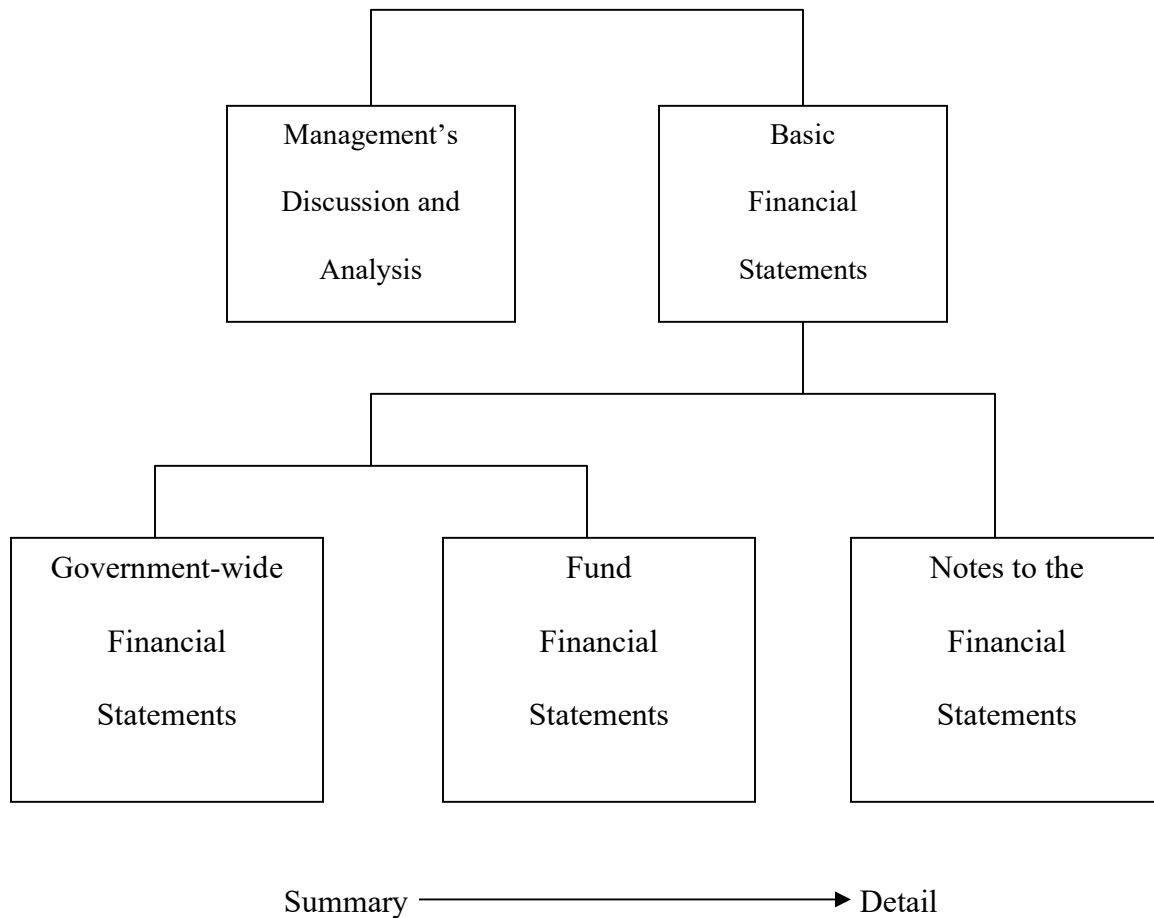 Management’s
Discussion and
Analysis
Basic
Financial
Statements
Government-wide
Financial
Statements
Fund
Financial
Statements
Notes to the
Financial
Statements
Summary
Detail